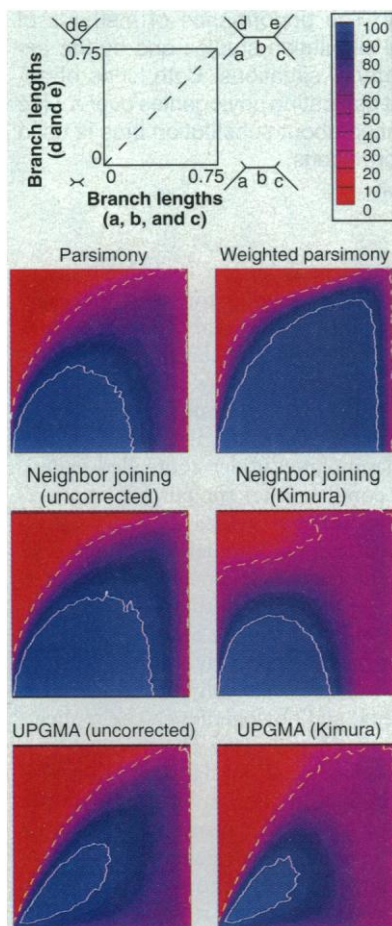 d e
d e
0.75
a b c
Branch lengths
(d and e)
0
0 0.75
a b c
Branch lengths
(a, b, and c)
100
90
80
70
60
50
40
30
20
10
0
Parsimony
Weighted parsimony
Neighbor joining
(uncorrected)
Neighbor joining
(Kimura)
UPGMA (uncorrected)
UPGMA (Kimura)